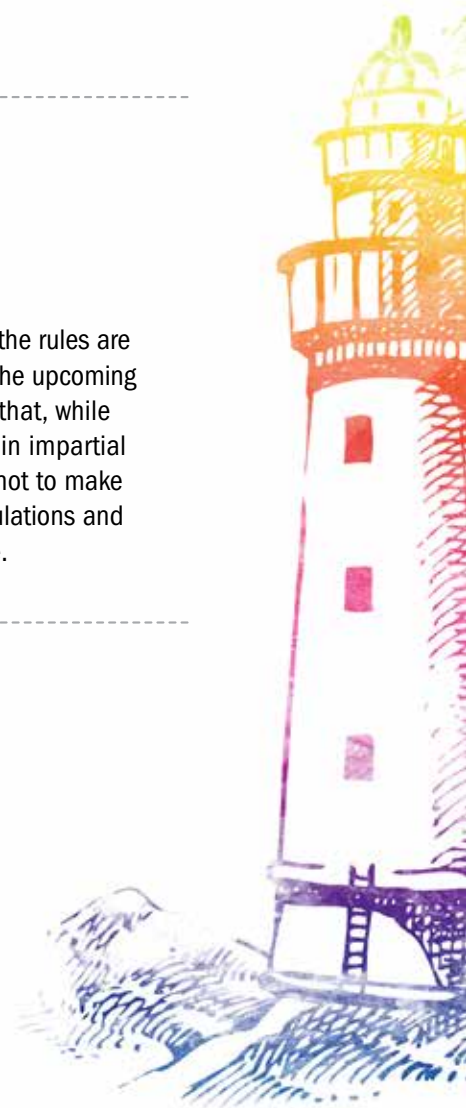 the rules are
he upcoming
that, while
in impartial
not to make
ulations and
.